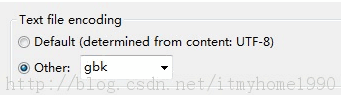 Text file encoding
Default (determined from content: UTF-8)
Other: gbk
http://blog.csdn.net/itmyhome1990